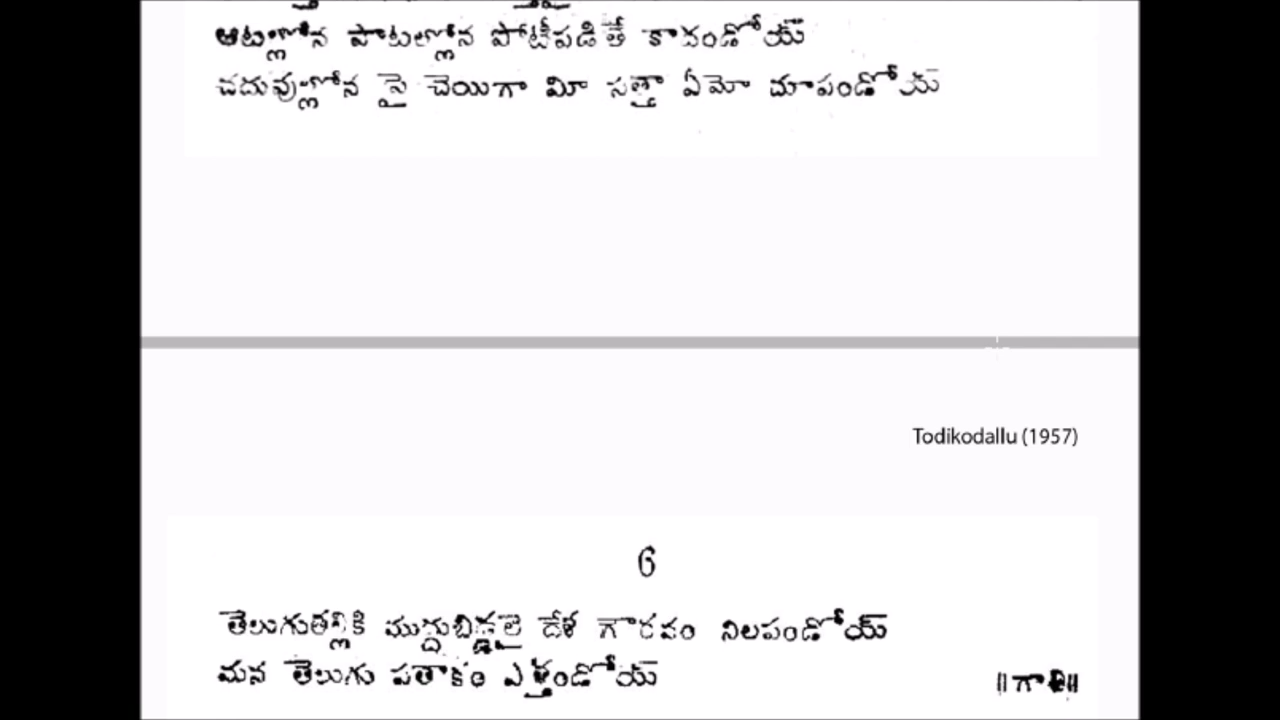 ఆటల్లోన పాటల్లోన పోటీపడితే కావండోయ్
చదువుల్లోన సై చెయిగా మీ సత్తా ఏమో చూపండోయ్
Todikodallu (1957)
6
తెలుగుతల్లికి ముద్దుబిడ్డలై దేశ గౌరవం నిలపండోయ్
మన తెలుగు పతాకం ఎత్తండోయ్
॥గాలి॥